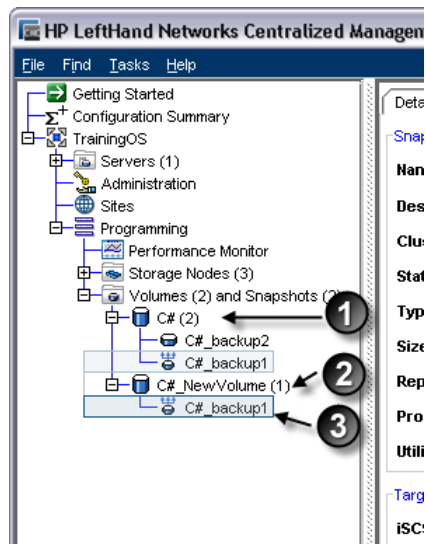 HP LeftHand Networks Centralized Managem
File Find Tasks Help
Getting Started
Configuration Summary
TrainingOS
Servers (1)
Administration
Sites
Programming
Performance Monitor
Storage Nodes (3)
Volumes (2) and Snapshots
C# (2)
C#_backup2
C#_backup1
C#_NewVolume (1)
C#_backup1
1
2
3
Deta
Snap
Nan
Des
Clus
Stat
Typ
Size
Rep
Pro
Utili
Targ
iSCS